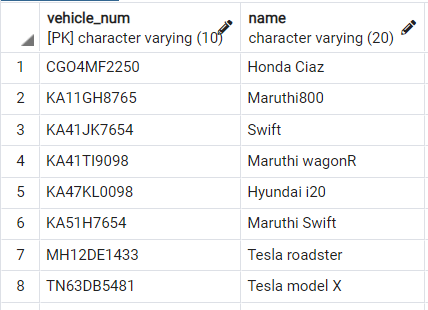 vehicle_num name
[PK] character varying (10) character varying (20)
1 CGO4MF2250 Honda Ciaz
2 KA11GH8765 Maruthi800
3 KA41JK7654 Swift
4 KA41TI9098 Maruthi wagonR
5 KA47KL0098 Hyundai i20
6 KA51H7654 Maruthi Swift
7 MH12DE1433 Tesla roadster
8 TN63DB5481 Tesla model X